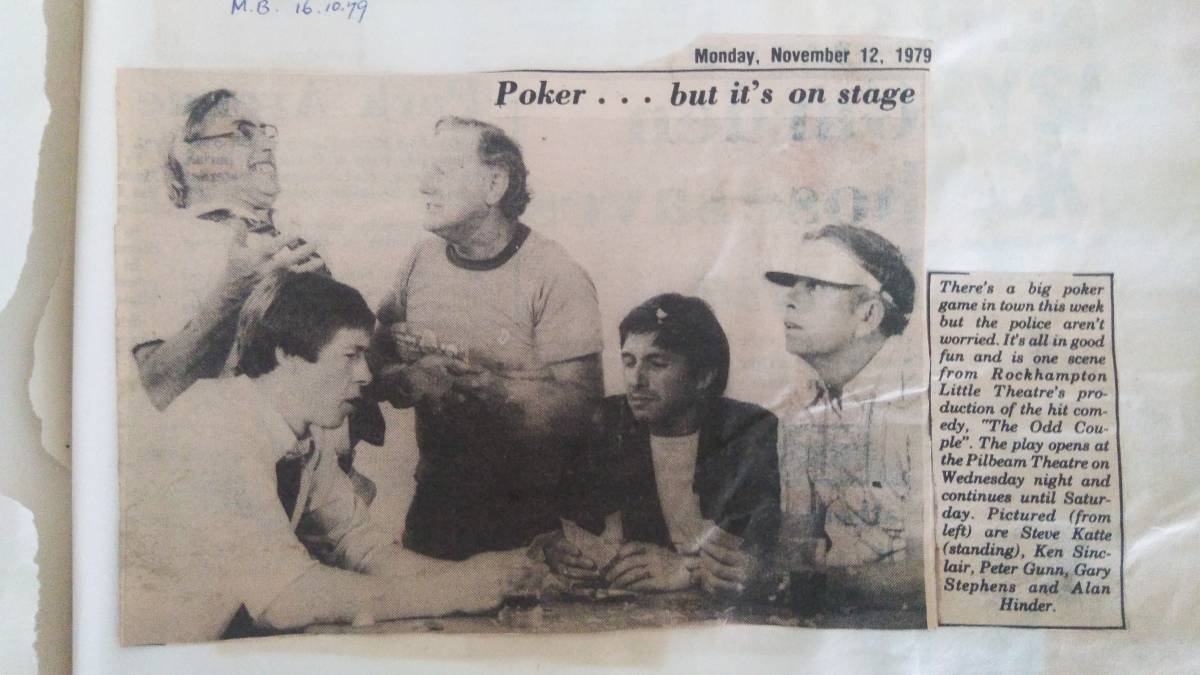 M.B. 16.10.79
Monday, November 12, 1979
Poker . . . but it's on stage
There's a big poker
game in town this week
but the police aren't
worried. It's all in good
fun and is one scene
from Rockhampton
Little Theatre's pro-
duction of the hit com-
edy, "The Odd Cou-
ple". The play opens at
the Pilbeam Theatre on
Wednesday night and
continues until Satur-
day. Pictured (from
left) are Steve Katte
(standing), Ken Sinc-
lair, Peter Gunn, Gary
Stephens and Alan
Hinder.